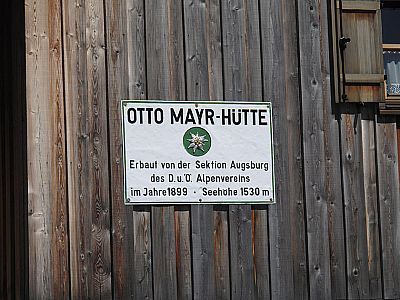 OTTO MAYR-HÜTTE
Erbaut von der Sektion Augsburg
des D.u.Ö. Alpenvereins
im Jahre 1899 · Seehöhe 1530 m